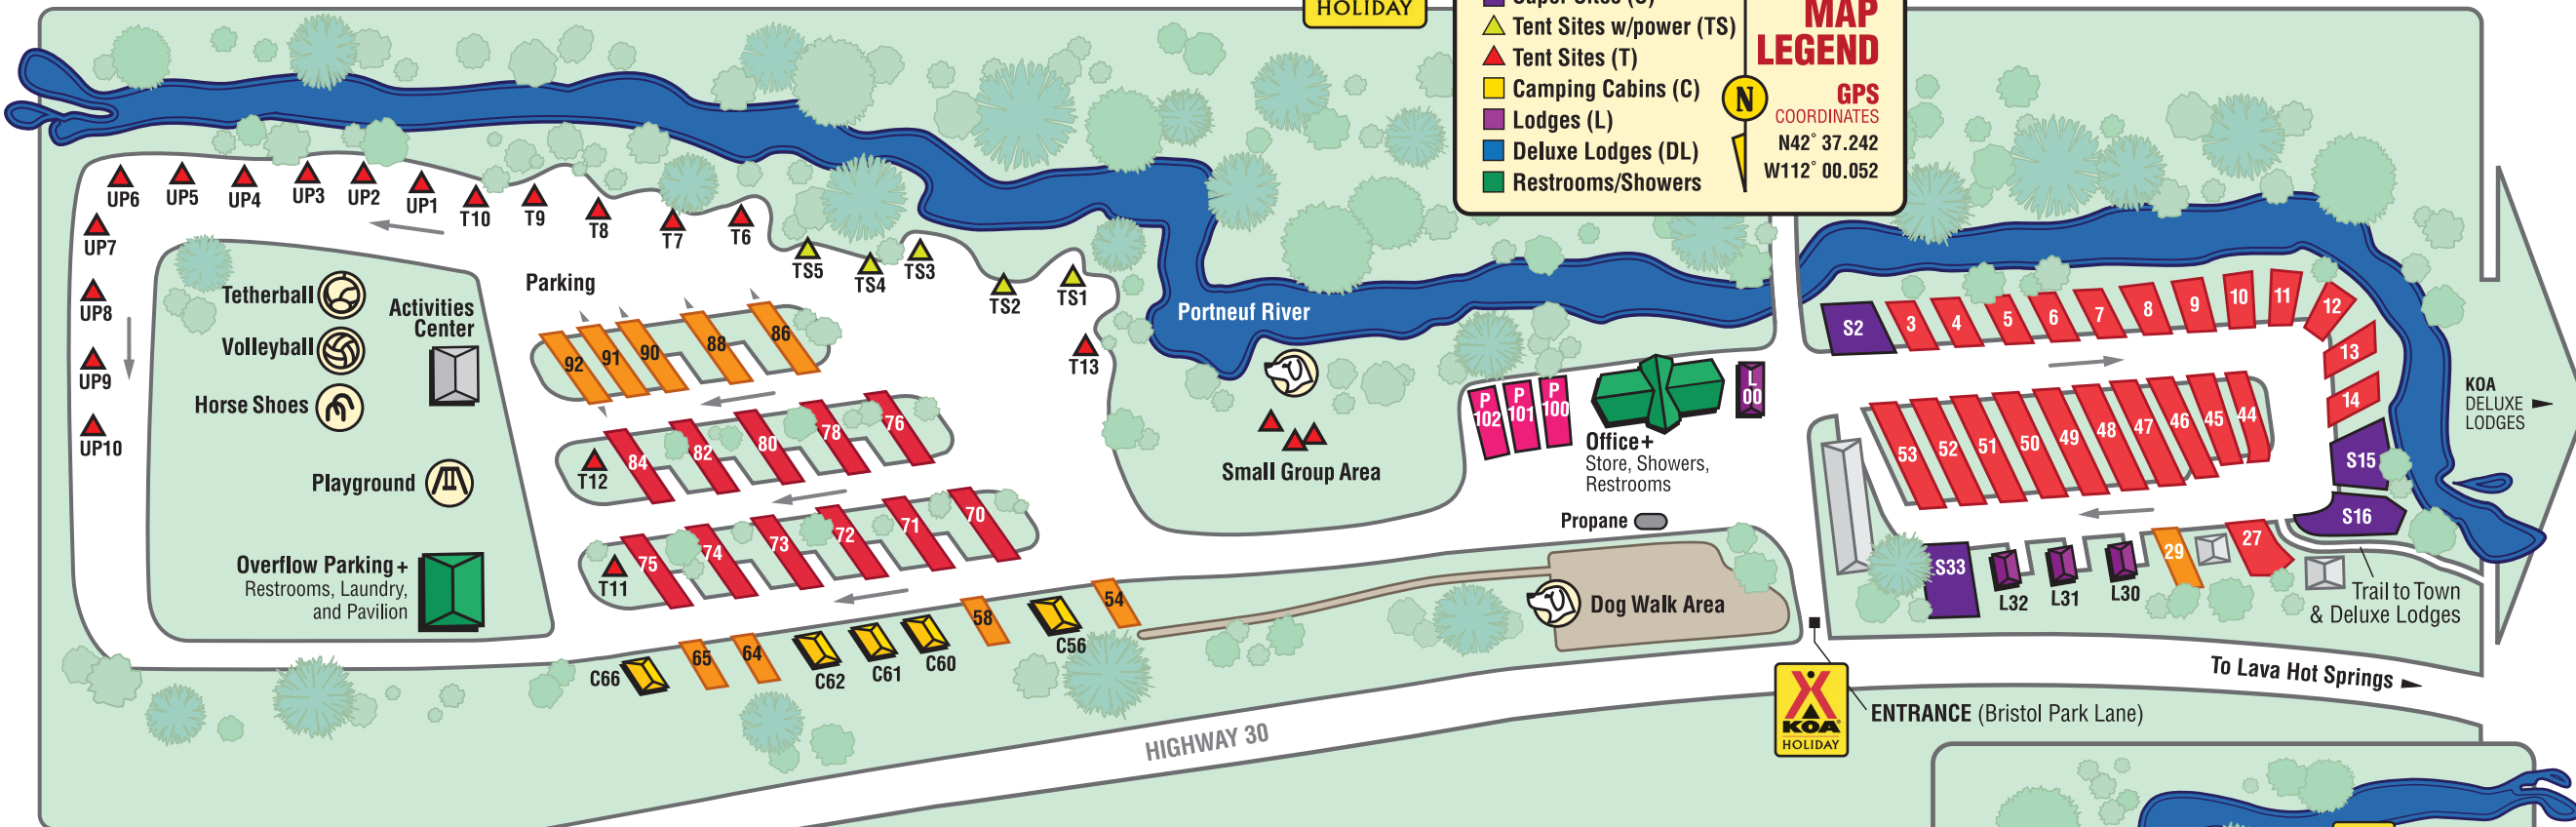 HOLIDAY
Super Sites (S)
Tent Sites w/power (TS)
Tent Sites (T)
Camping Cabins (C)
Lodges (L)
Deluxe Lodges (DL)
Restrooms/Showers
MAP
LEGEND
N
GPS
COORDINATES
N42° 37.242
W112° 00.052
UP6
UP5
UP4
UP3
UP2
UP1
T10
T9
T8
T7
T6
TS5
TS4
TS3
TS2
TS1
T13
UP7
UP8
UP9
UP10
Tetherball
Volleyball
Horse Shoes
Activities
Center
Playground
Overflow Parking+
Restrooms, Laundry,
and Pavilion
Parking
92
91
90
88
86
T12
84
82
80
78
76
T11
75
74
73
72
71
70
C66
65
64
C62
C61
C60
58
C56
54
Portneuf River
Small Group Area
P
102
P
101
P
100
Office+
Store, Showers,
Restrooms
L
00
Propane
Dog Walk Area
S2
3
4
5
6
7
8
9
10
11
12
13
14
S15
S16
53
52
51
50
49
48
47
46
45
44
S33
L32
L31
L30
29
27
KOA
DELUXE
LODGES
Trail to Town
& Deluxe Lodges
To Lava Hot Springs
KOA
HOLIDAY
ENTRANCE (Bristol Park Lane)
HIGHWAY 30